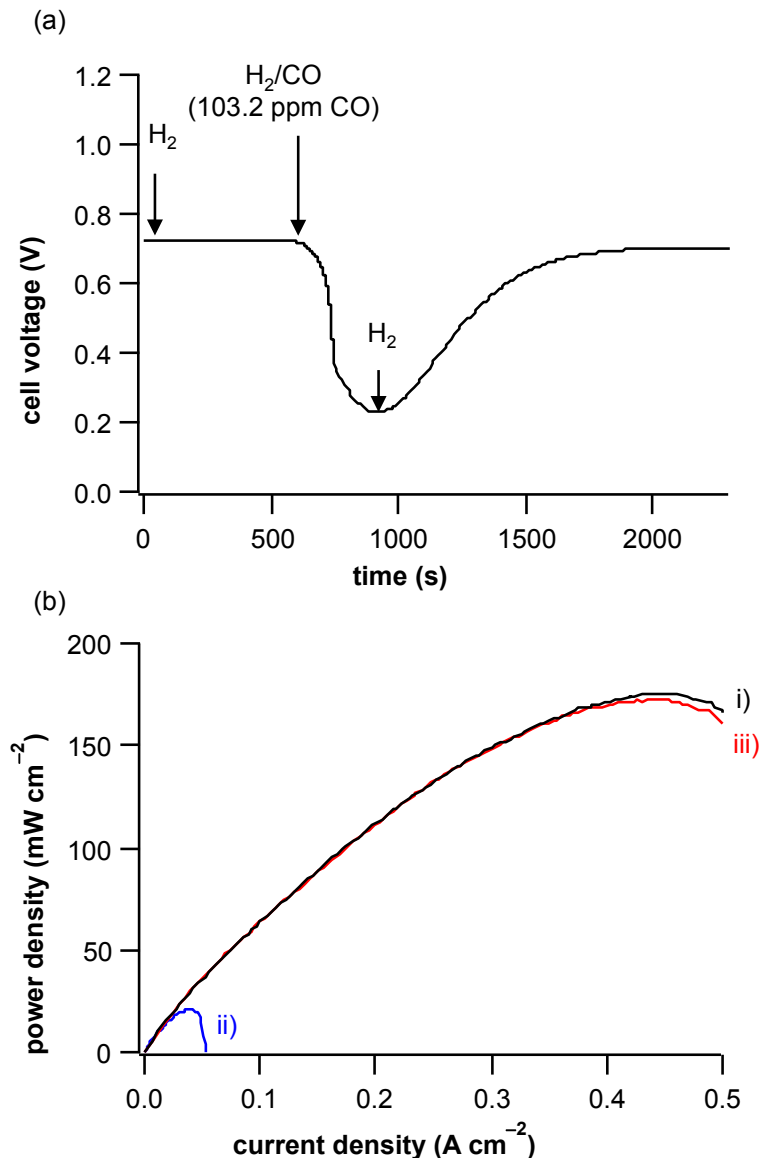 (a)
1.2
1.0
0.8
0.6
0.4
0.2
0.0
cell voltage (V)
H₂
H₂/CO
(103.2 ppm CO)
H₂
0 500 1000 1500 2000
time (s)
(b)
200
150
100
50
0
power density (mW cm⁻²)
i)
iii)
ii)
0.0 0.1 0.2 0.3 0.4 0.5
current density (A cm⁻²)